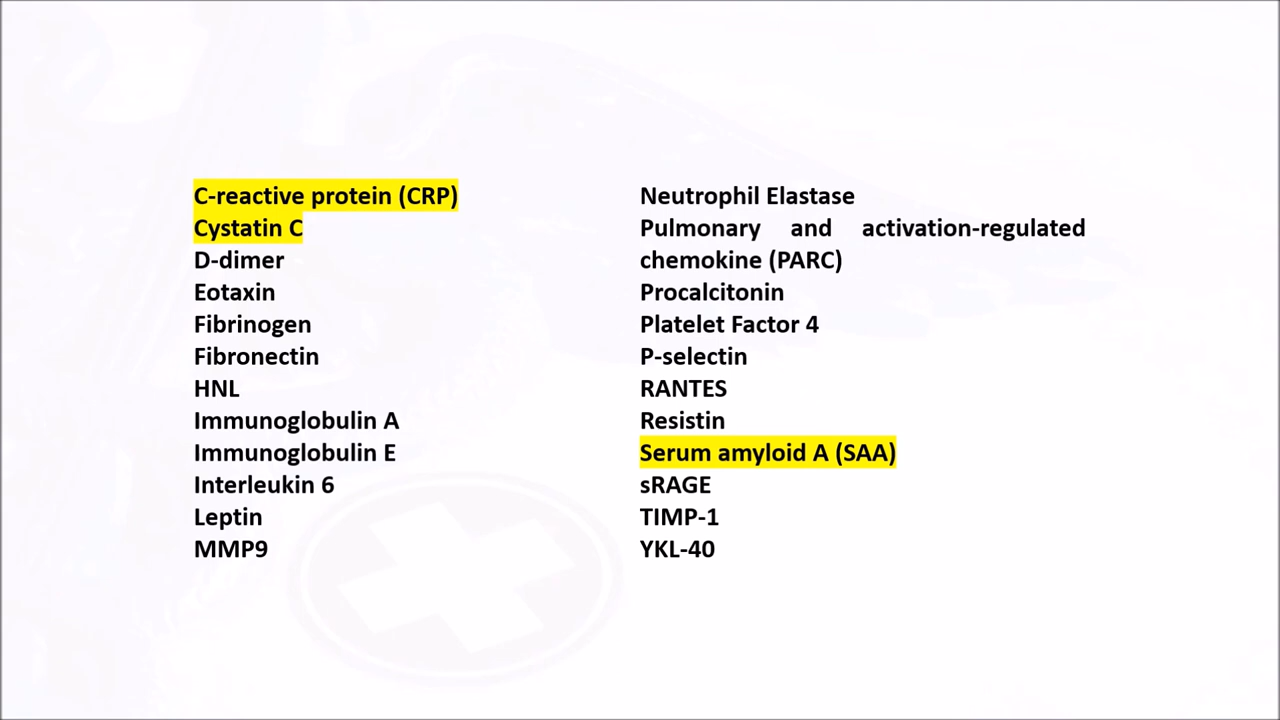 C-reactive protein (CRP)
Cystatin C
D-dimer
Eotaxin
Fibrinogen
Fibronectin
HNL
Immunoglobulin A
Immunoglobulin E
Interleukin 6
Leptin
MMP9
Neutrophil Elastase
Pulmonary and activation-regulated
chemokine (PARC)
Procalcitonin
Platelet Factor 4
P-selectin
RANTES
Resistin
Serum amyloid A (SAA)
sRAGE
TIMP-1
YKL-40